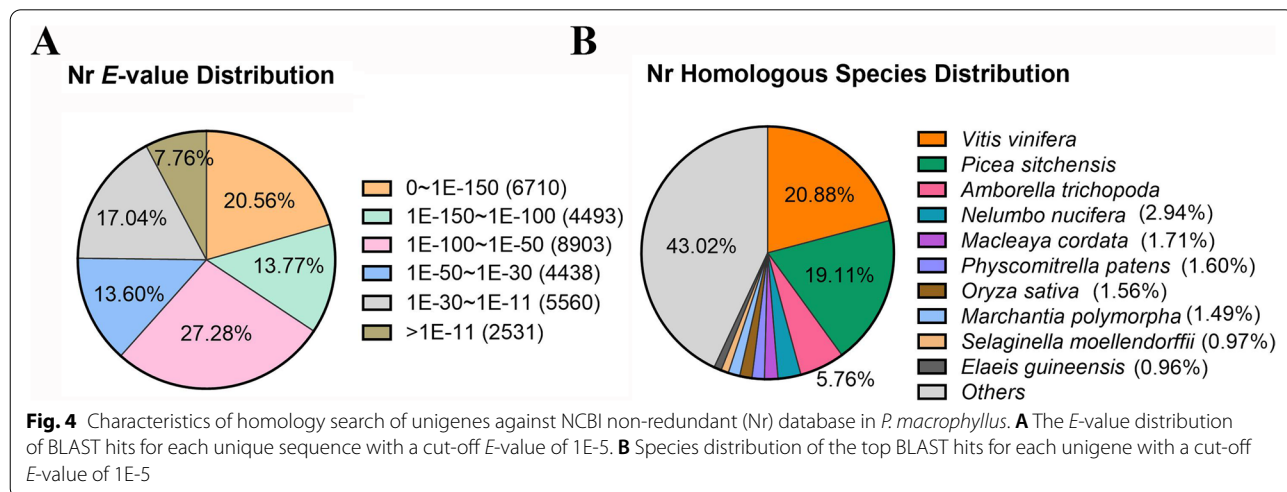 A
Nr E-value Distribution
7.76%
20.56%
17.04%
13.77%
13.60%
27.28%
0~1E-150 (6710)
1E-150~1E-100 (4493)
1E-100~1E-50 (8903)
1E-50~1E-30 (4438)
1E-30~1E-11 (5560)
>1E-11 (2531)
B
Nr Homologous Species Distribution
20.88%
43.02%
19.11%
5.76%
Vitis vinifera
Picea sitchensis
Amborella trichopoda
Nelumbo nucifera (2.94%)
Macleaya cordata (1.71%)
Physcomitrella patens (1.60%)
Oryza sativa (1.56%)
Marchantia polymorpha (1.49%)
Selaginella moellendorffii (0.97%)
Elaeis guineensis (0.96%)
Others
Fig. 4 Characteristics of homology search of unigenes against NCBI non-redundant (Nr) database in P. macrophyllus. A The E-value distribution
of BLAST hits for each unique sequence with a cut-off E-value of 1E-5. B Species distribution of the top BLAST hits for each unigene with a cut-off
E-value of 1E-5